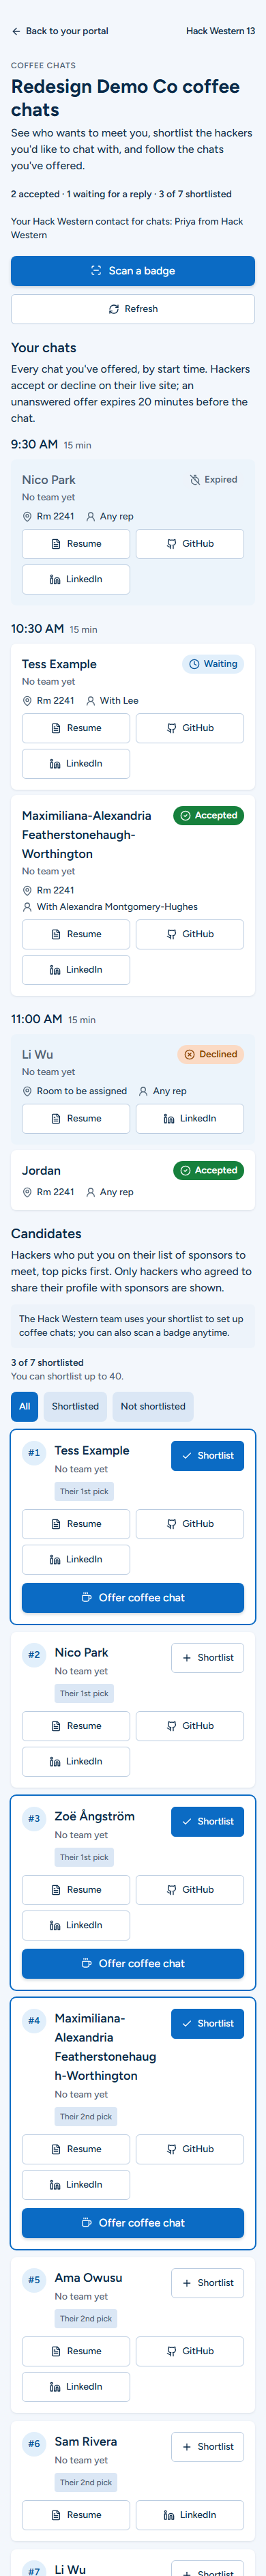 Back to your portal
Hack Western 13
COFFEE CHATS
Redesign Demo Co coffee
chats
See who wants to meet you, shortlist the hackers
you'd like to chat with, and follow the chats
you've offered.
2 accepted · 1 waiting for a reply · 3 of 7 shortlisted
Your Hack Western contact for chats: Priya from Hack
Western
Scan a badge
Refresh
Your chats
Every chat you've offered, by start time. Hackers
accept or decline on their live site; an
unanswered offer expires 20 minutes before the
chat.
9:30 AM 15 min
Nico Park
Expired
No team yet
Rm 2241 Any rep
Resume
GitHub
LinkedIn
10:30 AM 15 min
Tess Example
Waiting
No team yet
Rm 2241 With Lee
Resume
GitHub
LinkedIn
Maximiliana-Alexandria
Featherstonehaugh-
Worthington
Accepted
No team yet
Rm 2241
With Alexandra Montgomery-Hughes
Resume
GitHub
LinkedIn
11:00 AM 15 min
Li Wu
Declined
No team yet
Room to be assigned Any rep
Resume
LinkedIn
Jordan
Accepted
Rm 2241 Any rep
Candidates
Hackers who put you on their list of sponsors to
meet, top picks first. Only hackers who agreed to
share their profile with sponsors are shown.
The Hack Western team uses your shortlist to set up
coffee chats; you can also scan a badge anytime.
3 of 7 shortlisted
You can shortlist up to 40.
All
Shortlisted
Not shortlisted
#1
Tess Example
Shortlist
No team yet
Their 1st pick
Resume
GitHub
LinkedIn
Offer coffee chat
#2
Nico Park
Shortlist
No team yet
Their 1st pick
Resume
GitHub
LinkedIn
#3
Zoë Ångström
Shortlist
No team yet
Their 1st pick
Resume
GitHub
LinkedIn
Offer coffee chat
#4
Maximiliana-
Alexandria
Featherstonehaug
h-Worthington
Shortlist
No team yet
Their 2nd pick
Resume
GitHub
LinkedIn
Offer coffee chat
#5
Ama Owusu
Shortlist
No team yet
Their 2nd pick
Resume
GitHub
LinkedIn
#6
Sam Rivera
Shortlist
No team yet
Their 2nd pick
Resume
LinkedIn
#7
Li Wu
Shortlist